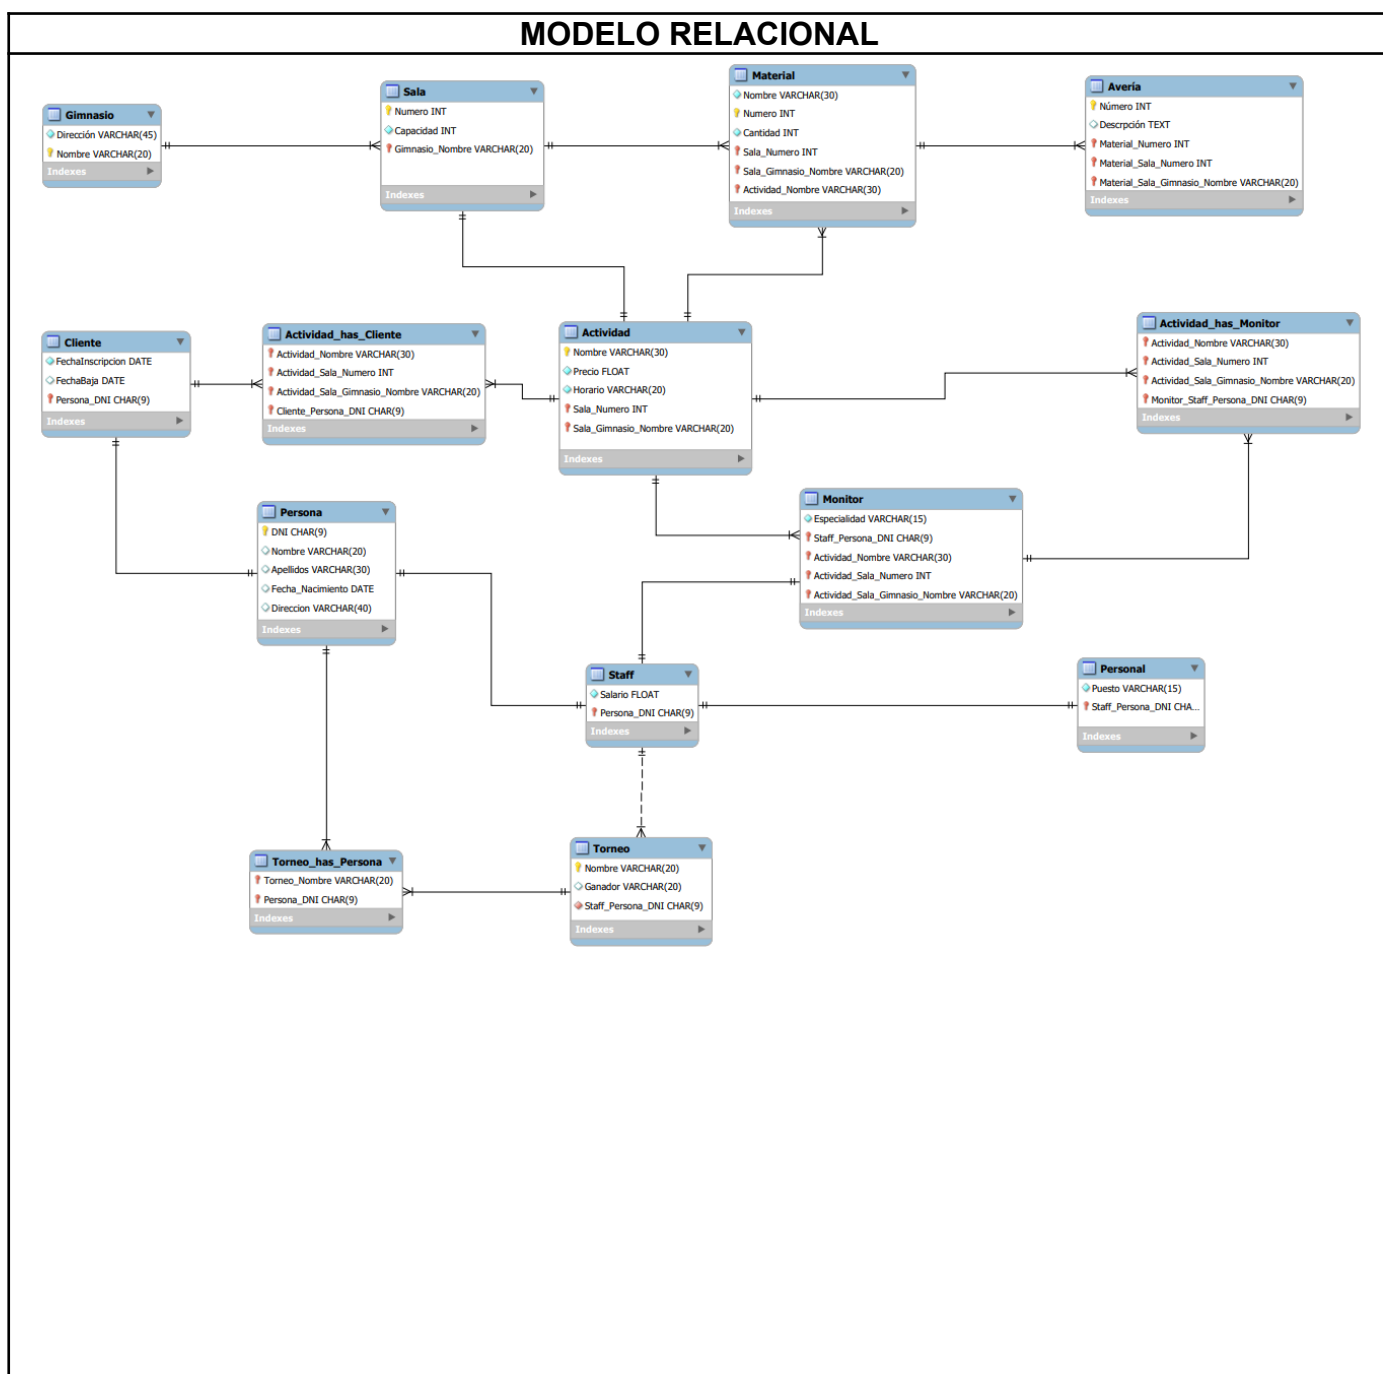 MODELO RELACIONAL
Gimnasio
Dirección VARCHAR(45)
Nombre VARCHAR(20)
Indexes
Sala
Numero INT
Capacidad INT
Gimnasio_Nombre VARCHAR(20)
Indexes
Material
Nombre VARCHAR(30)
Numero INT
Cantidad INT
Sala_Numero INT
Sala_Gimnasio_Nombre VARCHAR(20)
Actividad_Nombre VARCHAR(30)
Indexes
Avería
Número INT
Descrpción TEXT
Material_Numero INT
Material_Sala_Numero INT
Material_Sala_Gimnasio_Nombre VARCHAR(20)
Indexes
Cliente
FechaInscripcion DATE
FechaBaja DATE
Persona_DNI CHAR(9)
Indexes
Actividad_has_Cliente
Actividad_Nombre VARCHAR(30)
Actividad_Sala_Numero INT
Actividad_Sala_Gimnasio_Nombre VARCHAR(20)
Cliente_Persona_DNI CHAR(9)
Indexes
Actividad
Nombre VARCHAR(30)
Precio FLOAT
Horario VARCHAR(20)
Sala_Numero INT
Sala_Gimnasio_Nombre VARCHAR(20)
Indexes
Actividad_has_Monitor
Actividad_Nombre VARCHAR(30)
Actividad_Sala_Numero INT
Actividad_Sala_Gimnasio_Nombre VARCHAR(20)
Monitor_Staff_Persona_DNI CHAR(9)
Indexes
Persona
DNI CHAR(9)
Nombre VARCHAR(20)
Apellidos VARCHAR(30)
Fecha_Nacimiento DATE
Direccion VARCHAR(40)
Indexes
Monitor
Especialidad VARCHAR(15)
Staff_Persona_DNI CHAR(9)
Actividad_Nombre VARCHAR(30)
Actividad_Sala_Numero INT
Actividad_Sala_Gimnasio_Nombre VARCHAR(20)
Indexes
Staff
Salario FLOAT
Persona_DNI CHAR(9)
Indexes
Personal
Puesto VARCHAR(15)
Staff_Persona_DNI CHA...
Indexes
Torneo_has_Persona
Torneo_Nombre VARCHAR(20)
Persona_DNI CHAR(9)
Indexes
Torneo
Nombre VARCHAR(20)
Ganador VARCHAR(20)
Staff_Persona_DNI CHAR(9)
Indexes